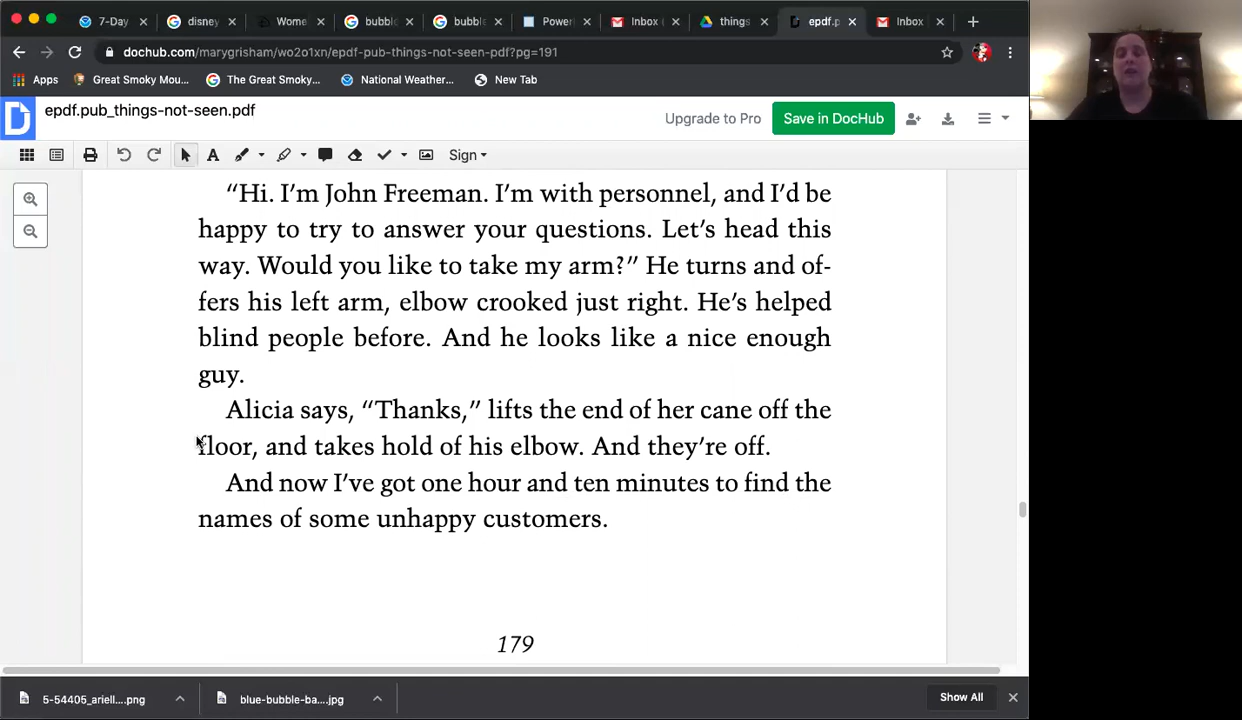 7-Day
disney
Wome
bubbl
bubble
Power
Inbox (
things
epdf.p
Inbox
dochub.com/marygrisham/wo2o1xn/epdf-pub-things-not-seen-pdf?pg=191
Apps
Great Smoky Mou...
The Great Smoky...
National Weather...
New Tab
epdf.pub_things-not-seen.pdf
Upgrade to Pro
Save in DocHub
A
Sign
“Hi. I’m John Freeman. I’m with personnel, and I’d be
happy to try to answer your questions. Let’s head this
way. Would you like to take my arm?” He turns and of-
fers his left arm, elbow crooked just right. He’s helped
blind people before. And he looks like a nice enough
guy.
Alicia says, “Thanks,” lifts the end of her cane off the
floor, and takes hold of his elbow. And they’re off.
And now I’ve got one hour and ten minutes to find the
names of some unhappy customers.
179
5-54405_ariell....png
blue-bubble-ba....jpg
Show All